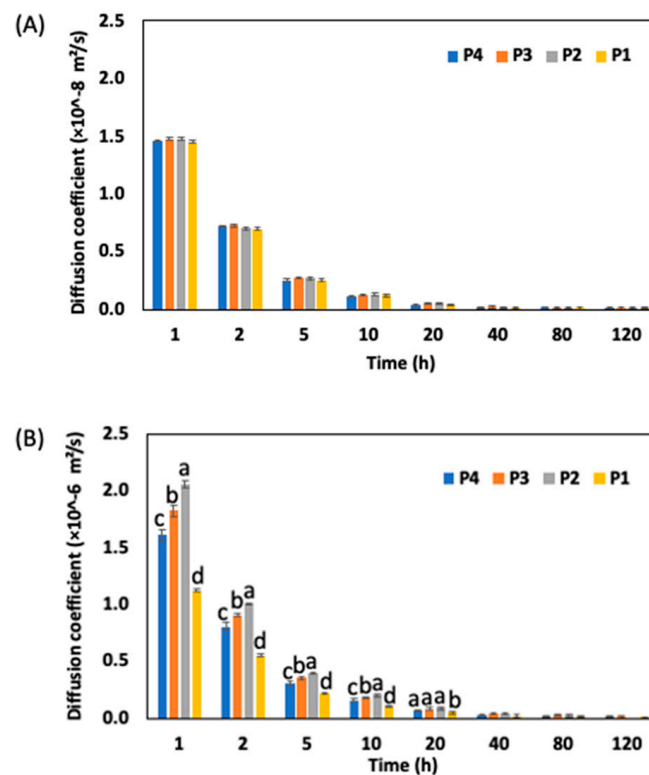 (A)
Diffusion coefficient (×10^-8 m²/s)
2.5
2.0
1.5
1.0
0.5
0.0
P4 P3 P2 P1
1 2 5 10 20 40 80 120
Time (h)
(B)
Diffusion coefficient (×10^-6 m²/s)
2.5
2.0
1.5
1.0
0.5
0.0
P4 P3 P2 P1
c b a d
c b a d
c b a d
c b a d
a a a b
1 2 5 10 20 40 80 120
Time (h)